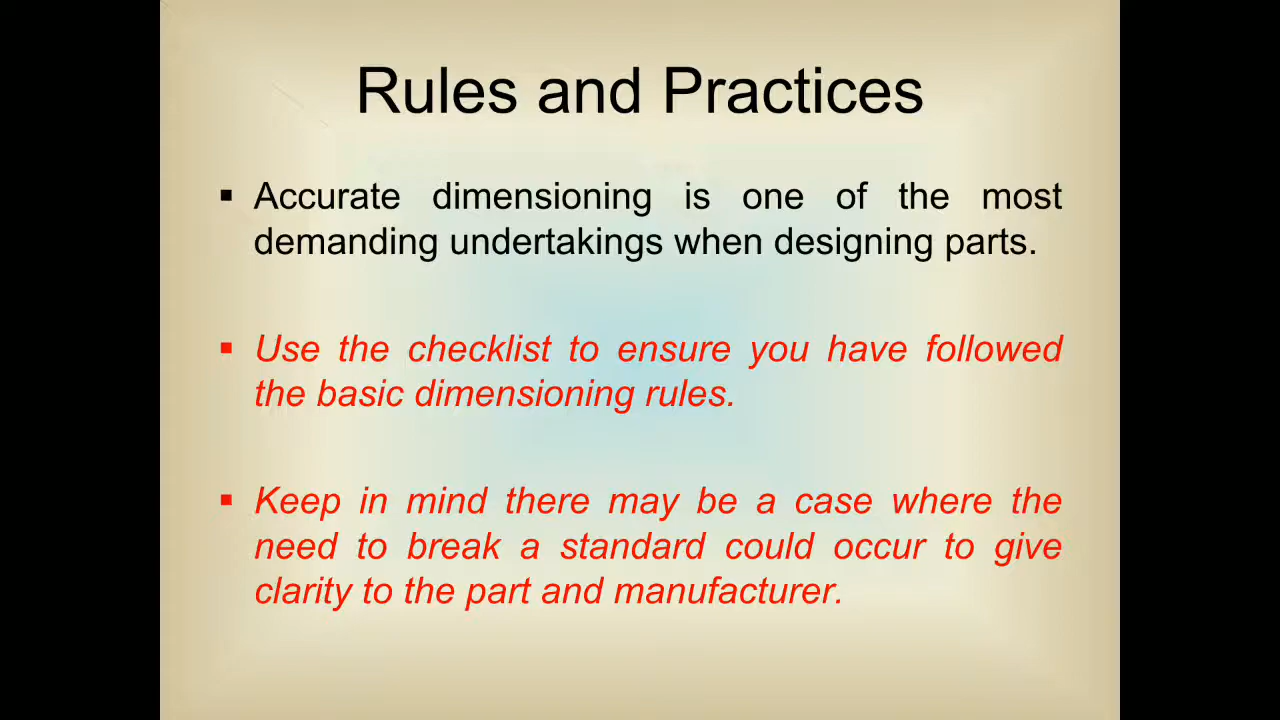 Rules and Practices
▪ Accurate dimensioning is one of the most
demanding undertakings when designing parts.
▪ Use the checklist to ensure you have followed
the basic dimensioning rules.
▪ Keep in mind there may be a case where the
need to break a standard could occur to give
clarity to the part and manufacturer.